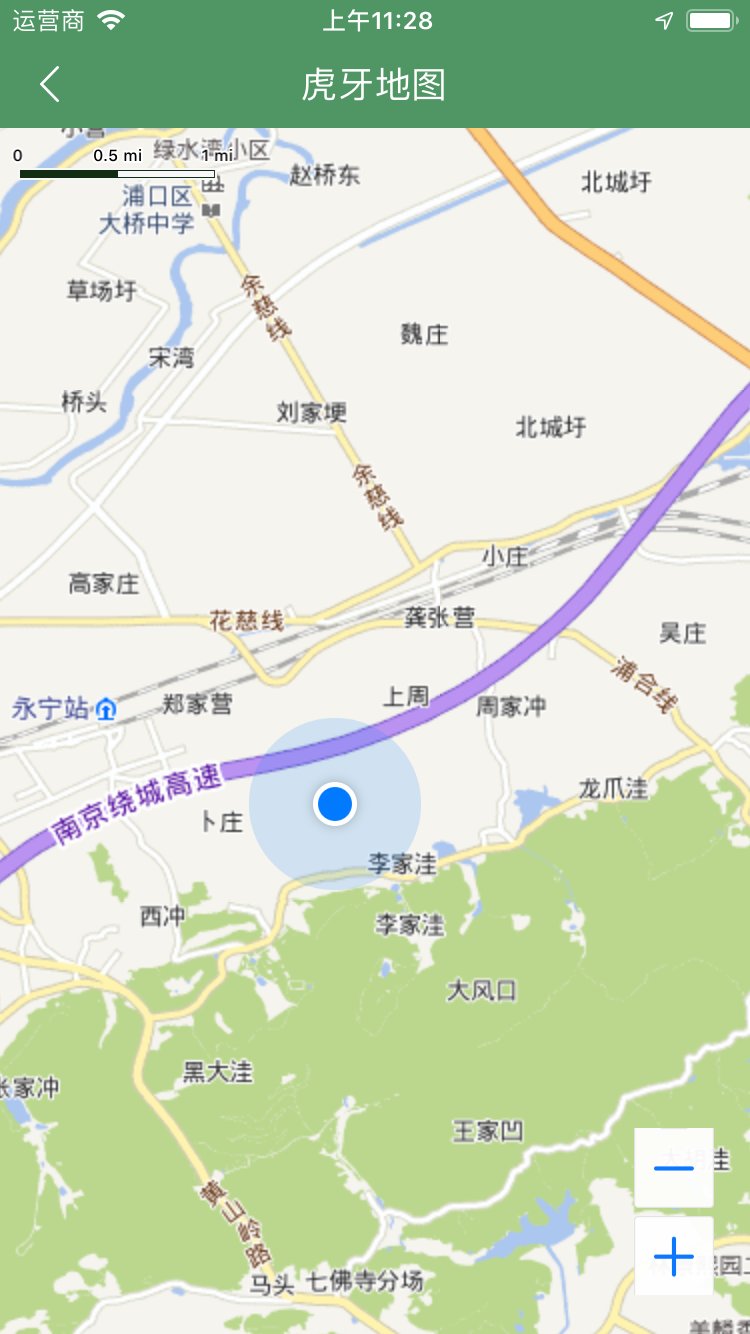 运营商
上午11:28
虎牙地图
小营
0 0.5 mi 1 mi
绿水湾小区
赵桥东
北城圩
浦口区
大桥中学
草场圩
余慈线
魏庄
宋湾
桥头
刘家埂
北城圩
余慈线
小庄
高家庄
花慈线
龚张营
吴庄
浦合线
永宁站
郑家营
上周
周家冲
南京绕城高速
龙爪洼
卜庄
李家洼
西冲
李家洼
大风口
黑大洼
张家冲
王家凹
黄山岭路
马头
七佛寺分场